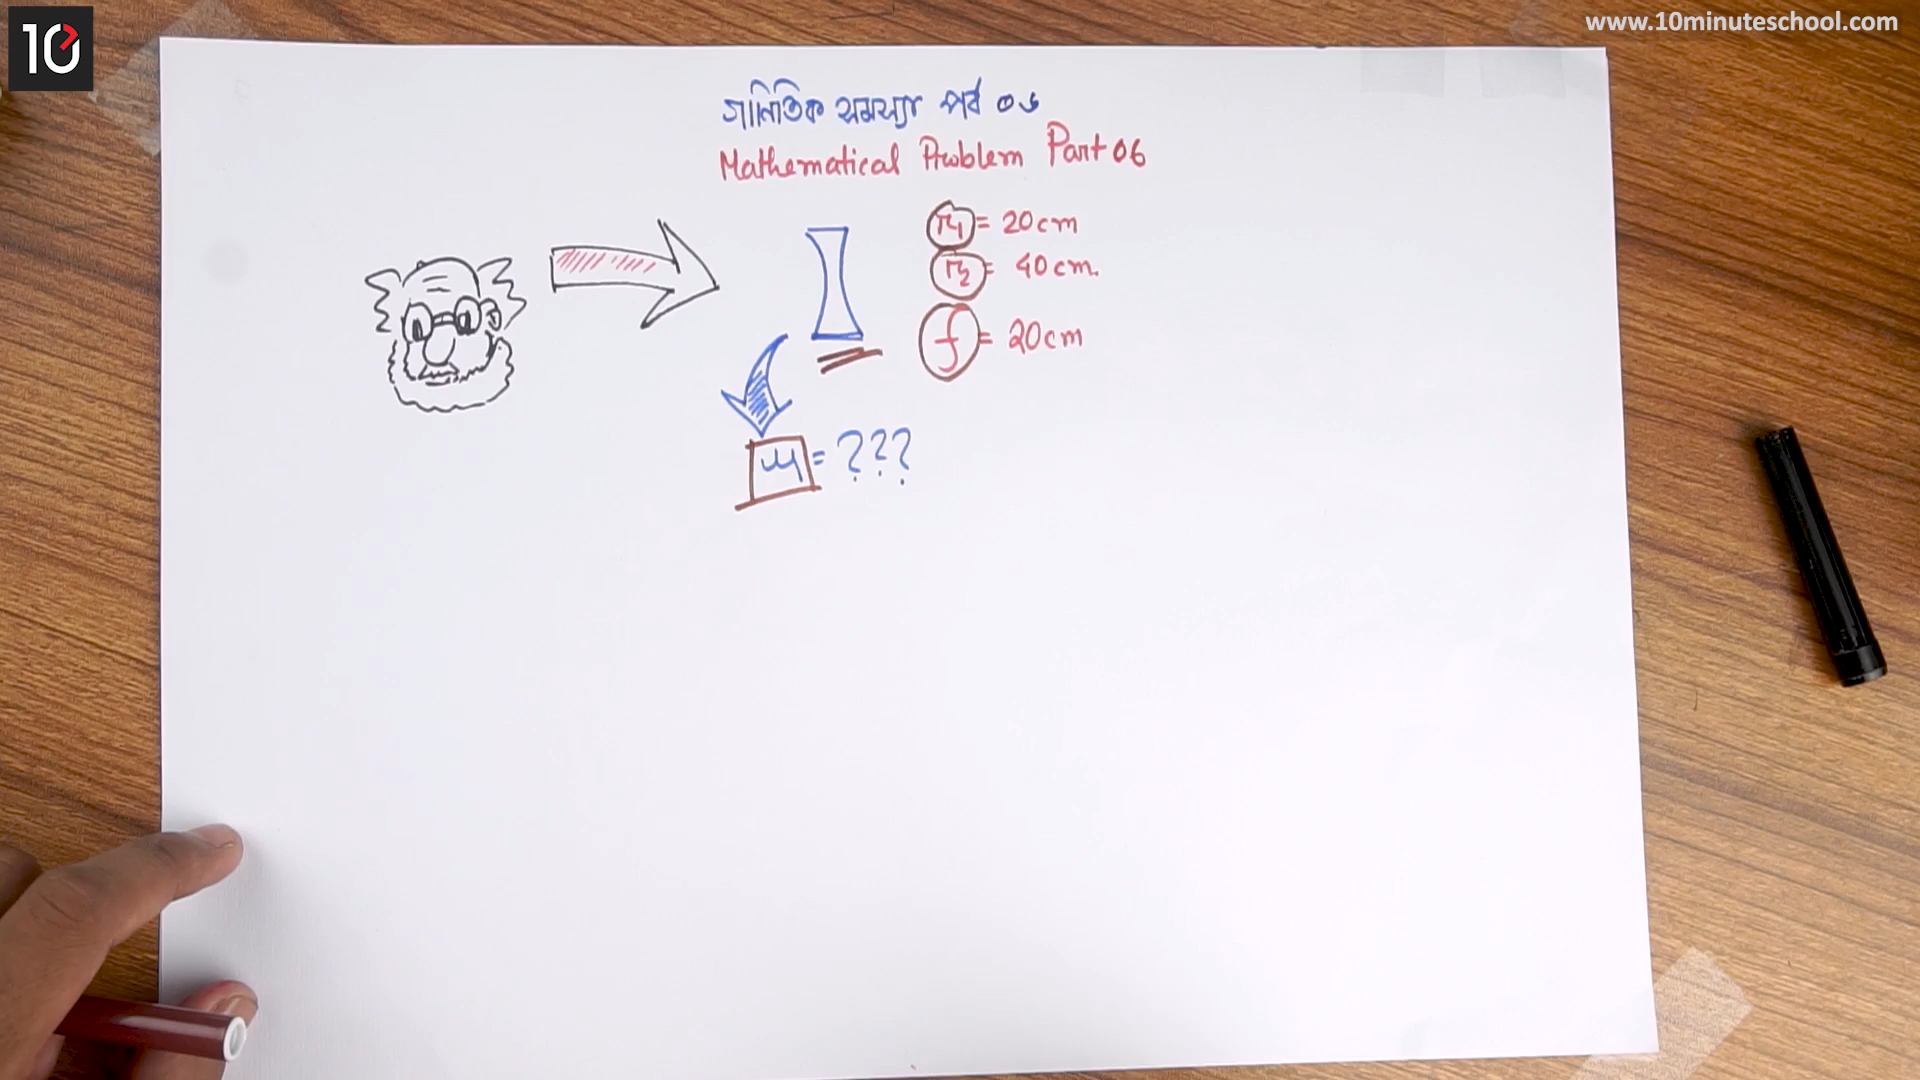 10
www.10minuteschool.com
গানিতিক সমস্যা পর্ব ০৬
Mathematical Problem Part 06
r₁ = 20cm
r₂ = 40cm.
f = 20cm
μ = ???